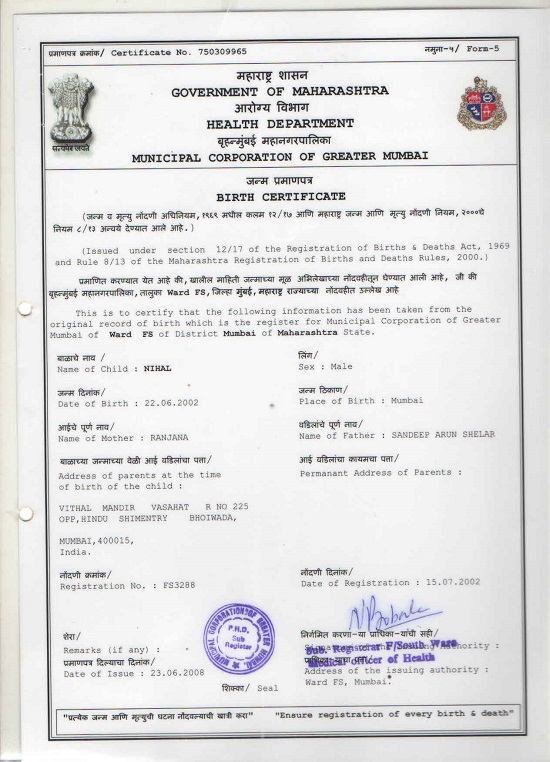 प्रमाणपत्र क्रमांक/ Certificate No. 750309965
नमुना-५/ Form-5
महाराष्ट्र शासन
GOVERNMENT OF MAHARASHTRA
आरोग्य विभाग
HEALTH DEPARTMENT
बृहन्मुंबई महानगरपालिका
MUNICIPAL CORPORATION OF GREATER MUMBAI
सत्यमेव जयते
जन्म प्रमाणपत्र
BIRTH CERTIFICATE
(जन्म व मृत्यु नोंदणी अधिनियम,१९६९ मधील कलम १२/१७ आणि महाराष्ट्र जन्म आणि मृत्यु नोंदणी नियम,२०००चे
नियम ८/१३ अन्वये देण्यात आले आहे.)
(Issued under section 12/17 of the Registration of Births & Deaths Act, 1969
and Rule 8/13 of the Maharashtra Registration of Births and Deaths Rules, 2000.)
प्रमाणित करण्यात येत आहे की,खालील माहिती जन्माच्या मूळ अभिलेखाच्या नोंदवहीतून घेण्यात आली आहे, जी की
बृहन्मुंबई महानगरपालिका,तालुका Ward FS,जिल्हा मुंबई,महाराष्ट्र राज्याच्या नोंदवहीत उल्लेख आहे
This is to certify that the following information has been taken from the
original record of birth which is the register for Municipal Corporation of Greater
Mumbai of Ward FS of District Mumbai of Maharashtra State.
बाळाचे नाव /
Name of Child : NIHAL
लिंग/
Sex : Male
जन्म दिनांक/
Date of Birth : 22.06.2002
जन्म ठिकाण/
Place of Birth : Mumbai
आईचे पूर्ण नाव/
Name of Mother : RANJANA
वडिलांचे पूर्ण नाव/
Name of Father : SANDEEP ARUN SHELAR
बाळाच्या जन्माच्या वेळी आई वडिलांचा पत्ता/
Address of parents at the time
of birth of the child :
आई वडिलांचा कायमचा पत्ता/
Permanant Address of Parents :
VITHAL MANDIR VASAHAT R NO 225
OPP,HINDU SHIMENTRY BHOIWADA,
MUMBAI,400015,
India.
नोंदणी क्रमांक/
Registration No. : FS3288
नोंदणी दिनांक/
Date of Registration : 15.07.2002
शेरा/
Remarks (if any) :
प्रमाणपत्र दिल्याचा दिनांक/
Date of Issue : 23.06.2008
MUNICIPAL CORPORATION OF GREATER MUMBAI
P.H.D.
Sub
Registrar
शिक्का/ Seal
निर्गमित करणा-या प्राधिका-यांची सही/
Authority :
Sub. Registrar F/South Ward
Medical Officer of Health
Address of the issuing authority :
Ward FS, Mumbai.
"प्रत्येक जन्म आणि मृत्युची घटना नोंदवल्याची खात्री करा" "Ensure registration of every birth & death"